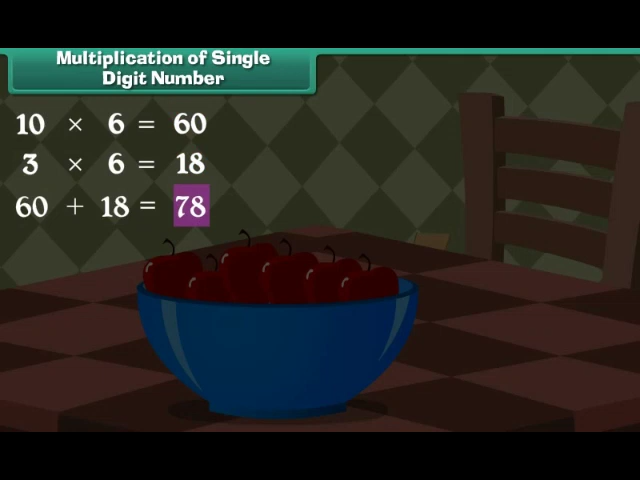 Multiplication of Single
Digit Number
10 × 6 = 60
3 × 6 = 18
60 + 18 = 78